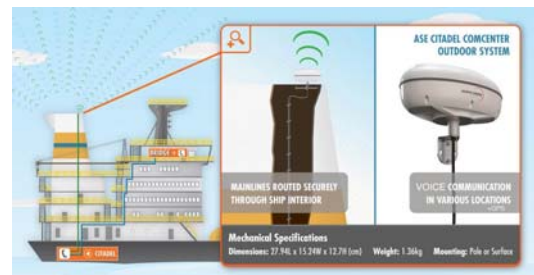 ASE CITADEL COMCENTER
OUTDOOR SYSTEM
BRIDGE
CITADEL
MAINLINES ROUTED SECURELY
THROUGH SHIP INTERIOR
VOICE COMMUNICATION
IN VARIOUS LOCATIONS
+GPS
Mechanical Specifications
Dimensions: 27.94L x 15.24W x 12.7H (cm) Weight: 1.36kg Mounting: Pole or Surface